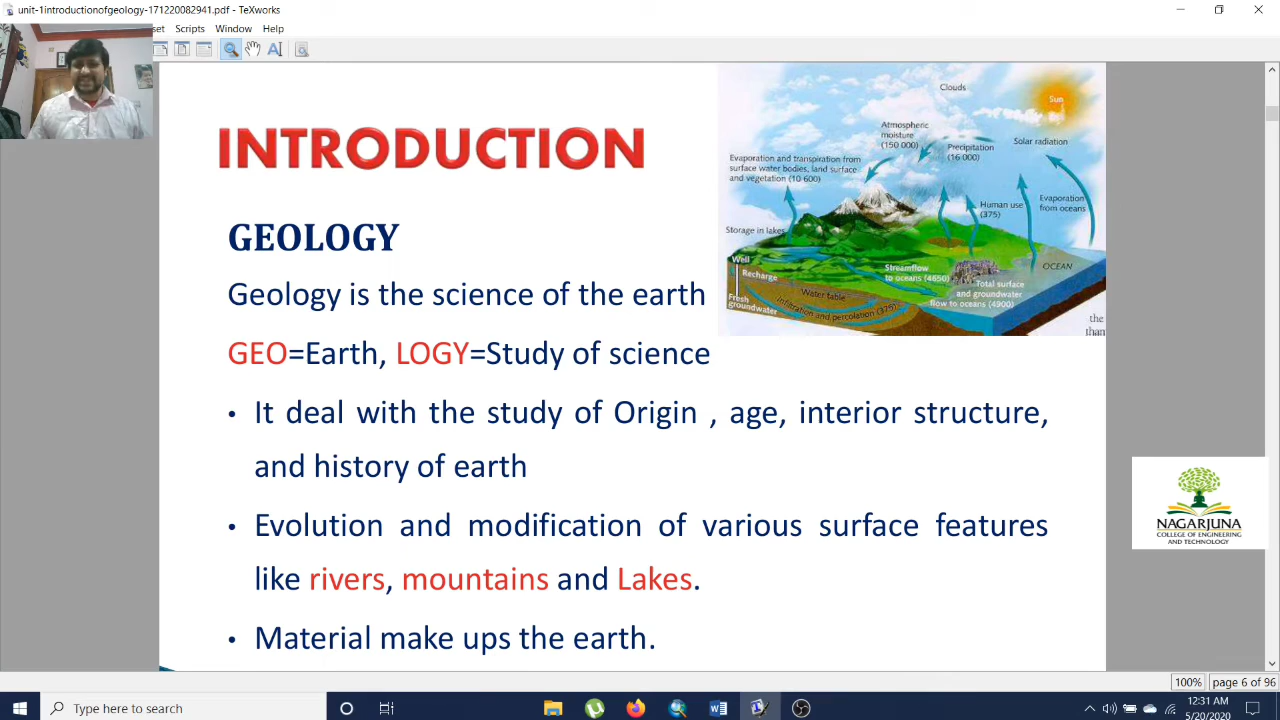 unit-1introductionofgeology-171220082941.pdf - TeXworks
set Scripts Window Help
INTRODUCTION
GEOLOGY
Geology is the science of the earth
GEO=Earth, LOGY=Study of science
• It deal with the study of Origin , age, interior structure,
and history of earth
• Evolution and modification of various surface features
like rivers, mountains and Lakes.
• Material make ups the earth.
Clouds
Sun
Atmospheric
moisture
(150 000)
Precipitation
(16 000)
Solar radiation
Evaporation and transpiration from
surface water bodies, land surface
and vegetation (10 600)
Human use
(375)
Evaporation
from oceans
Storage in lakes
Well
Recharge
Streamflow
to oceans (4650)
OCEAN
Water table
Total surface
and groundwater
flow to oceans (4900)
Fresh
groundwater
Infiltration and percolation (375)
the
than
NAGARJUNA
COLLEGE OF ENGINEERING
AND TECHNOLOGY
100% page 6 of 96
Type here to search
12:31 AM
5/20/2020